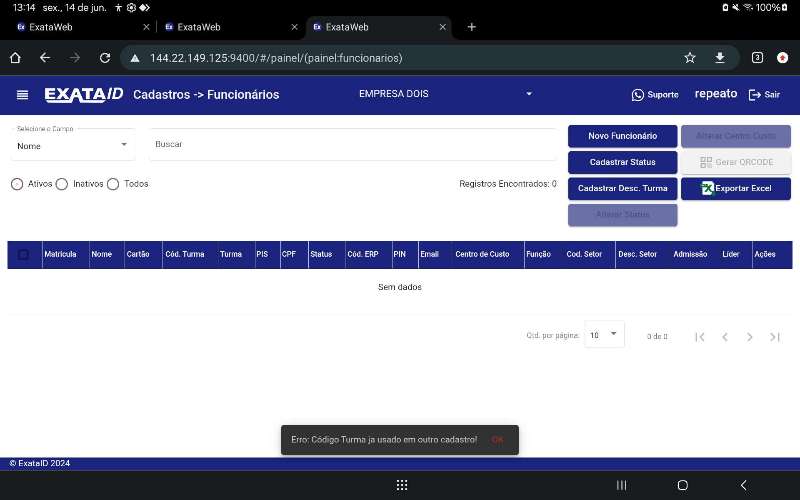 13:14 sex., 14 de jun. 100%
Ex ExataWeb
Ex ExataWeb
Ex ExataWeb
144.22.149.125:9400/#/painel/(painel:funcionarios) 3
EXATAID Cadastros -> Funcionários EMPRESA DOIS Suporte repeato Sair
Selecione o Campo
Nome
Buscar
Novo Funcionário
Alterar Centro Custo
Cadastrar Status
Gerar QRCODE
Ativos Inativos Todos Registros Encontrados: 0
Cadastrar Desc. Turma
Exportar Excel
Alterar Status
Matrícula Nome Cartão Cód. Turma Turma PIS CPF Status Cód. ERP PIN Email Centro de Custo Função Cod. Setor Desc. Setor Admissão Líder Ações
Sem dados
Qtd. por página: 10 0 de 0
Erro: Código Turma ja usado em outro cadastro! OK
© ExataID 2024